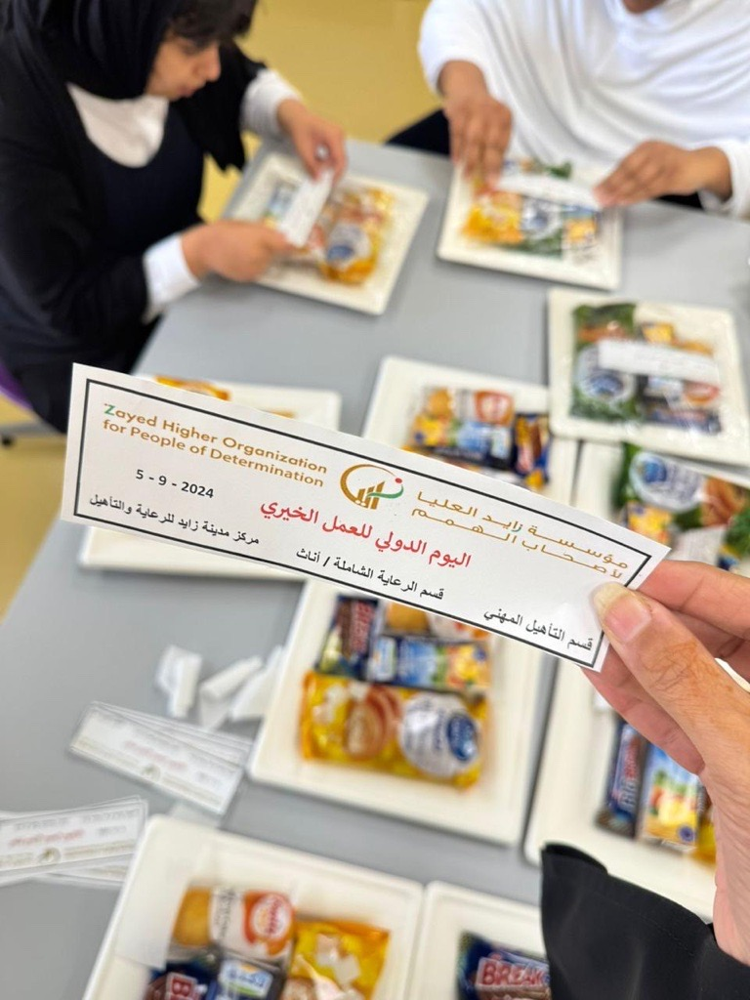 Zayed Higher Organization
for People of Determination
مؤسسة زايد العليا
لأصحاب الهمم
5 - 9 - 2024
اليوم الدولي للعمل الخيري
مركز مدينة زايد للرعاية والتأهيل
قسم الرعاية الشاملة / أناث
قسم التأهيل المهني
BREAK